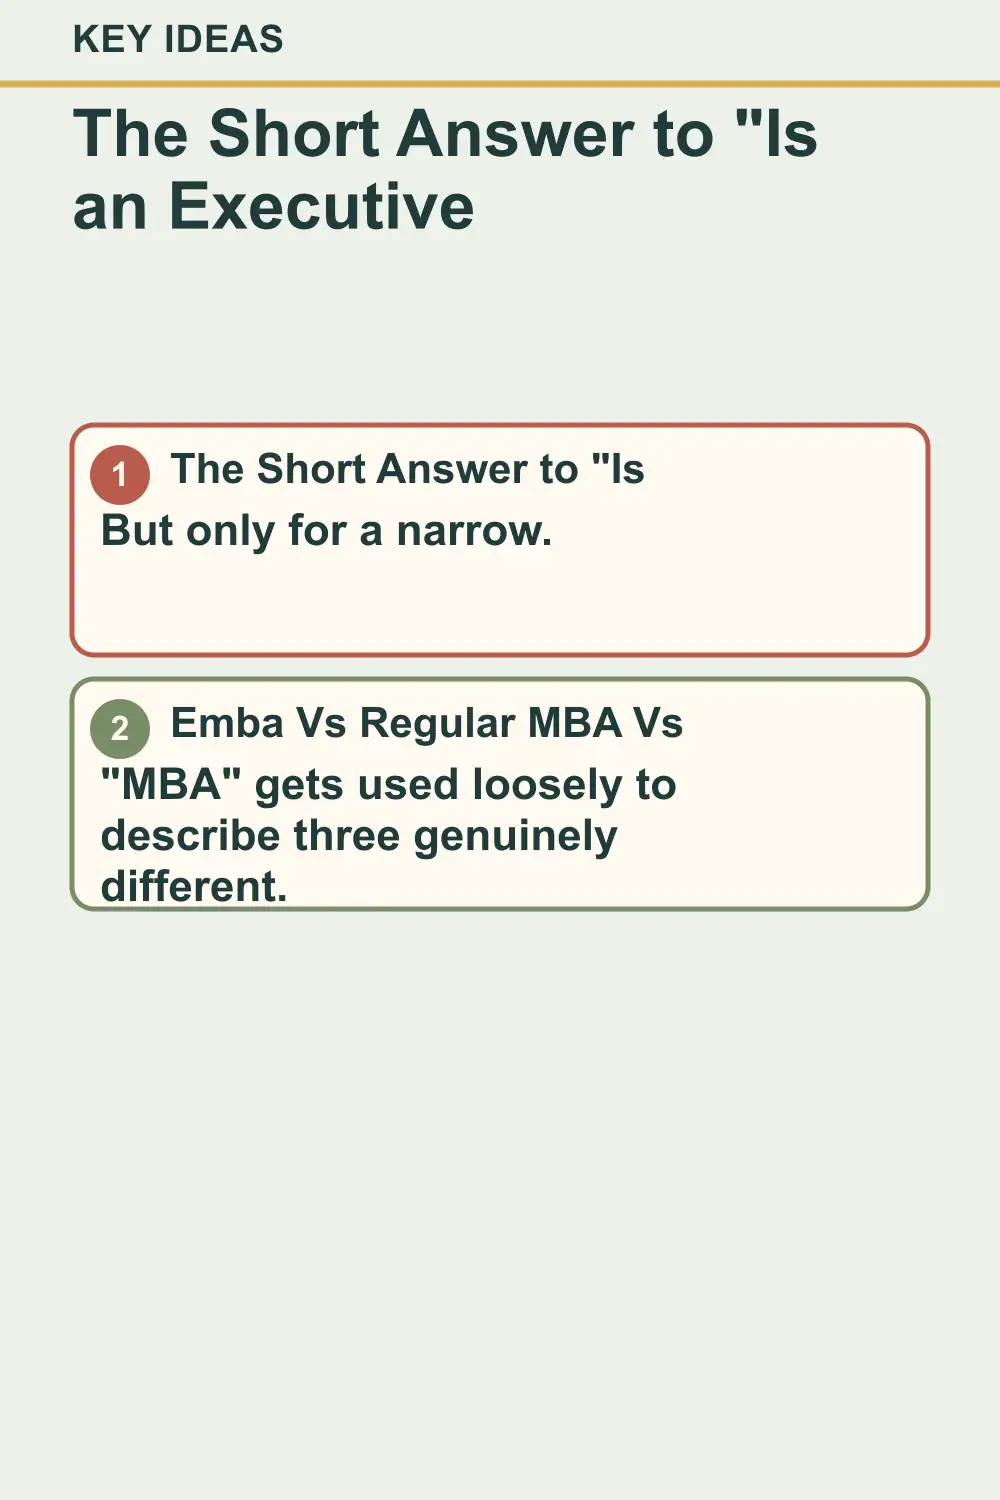 KEY IDEAS
The Short Answer to "Is
an Executive
1 The Short Answer to "Is
But only for a narrow.
2 Emba Vs Regular MBA Vs
"MBA" gets used loosely to
describe three genuinely
different.